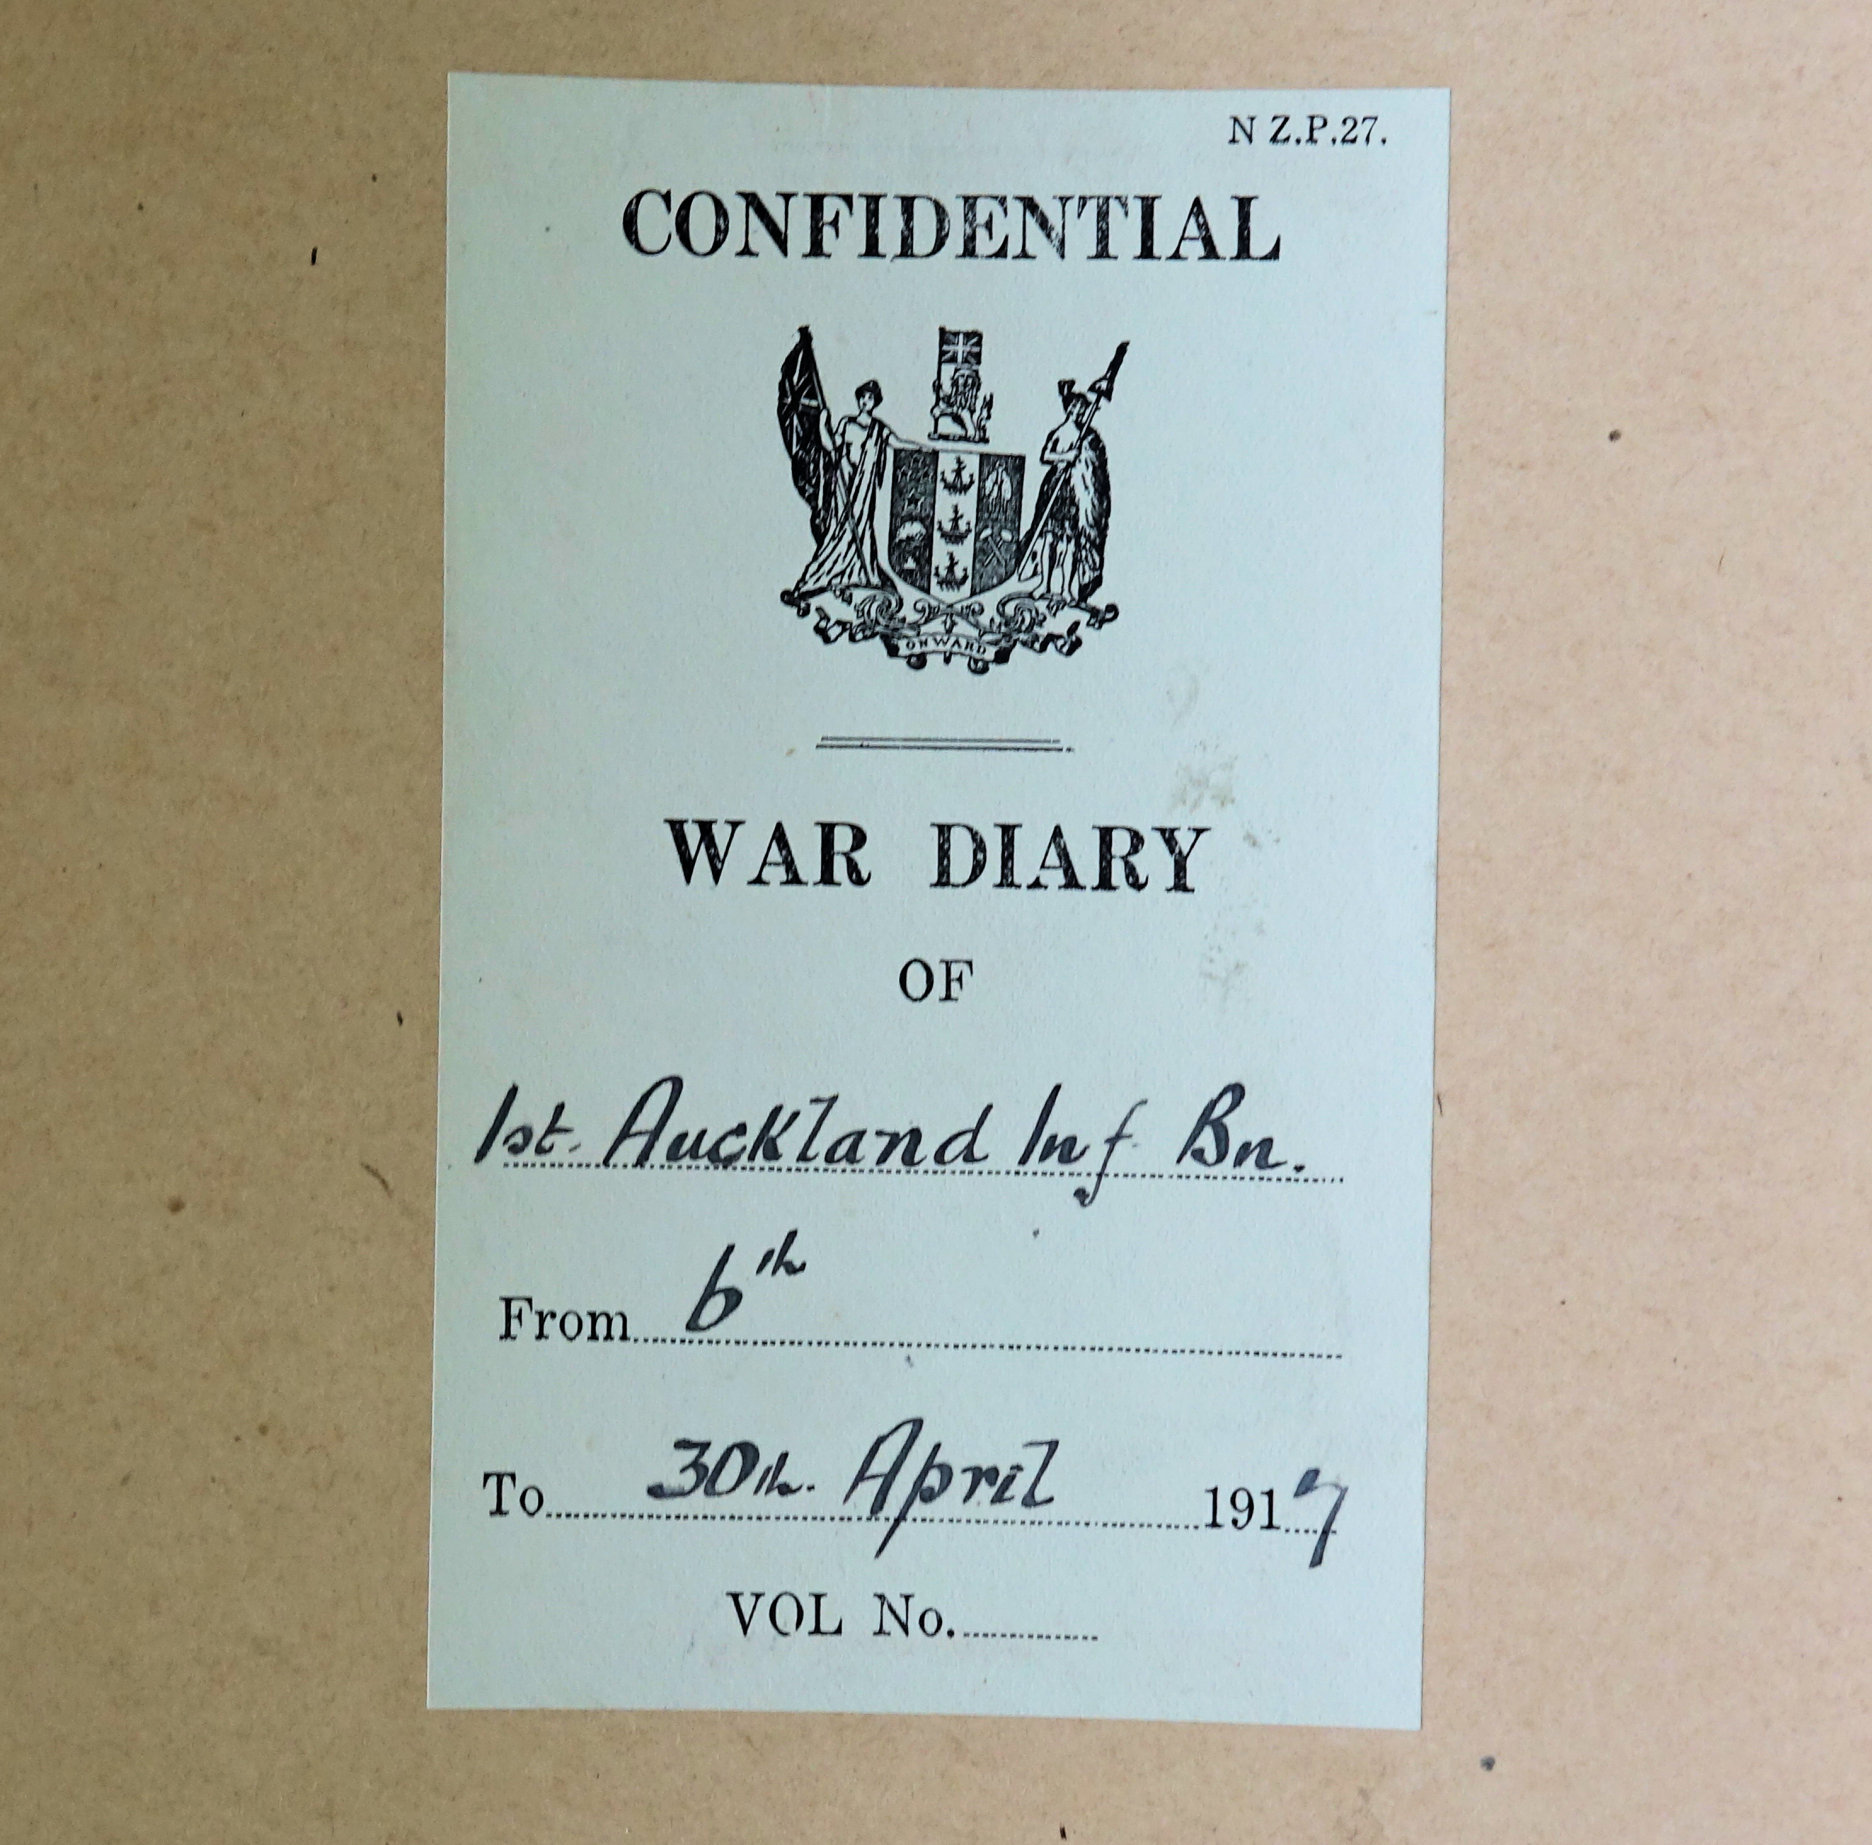 N Z.P.27.
CONFIDENTIAL
ONWARD
WAR DIARY
OF
1st. Auckland Inf. Bn.
From 6th
To 30th. April 1917
VOL No.